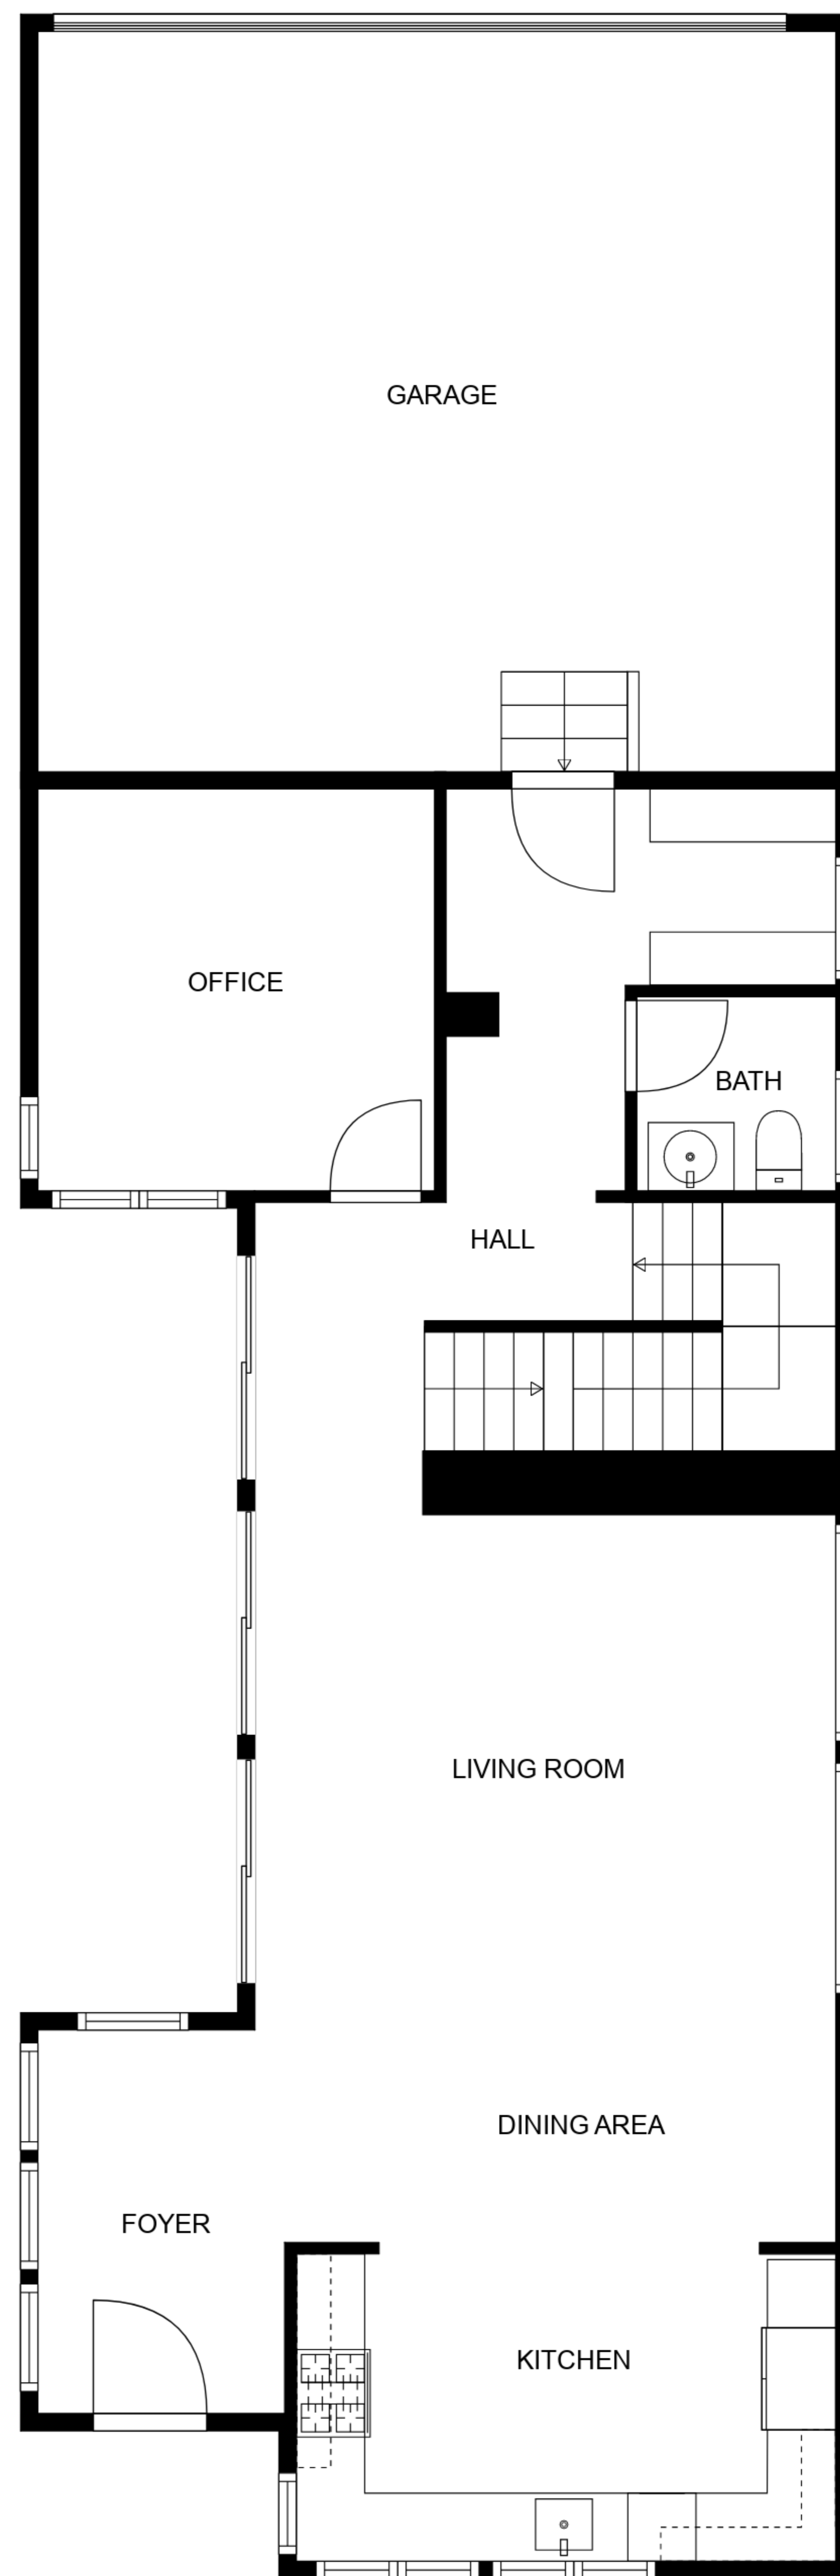 GARAGE
OFFICE
BATH
HALL
LIVING ROOM
DINING AREA
FOYER
KITCHEN